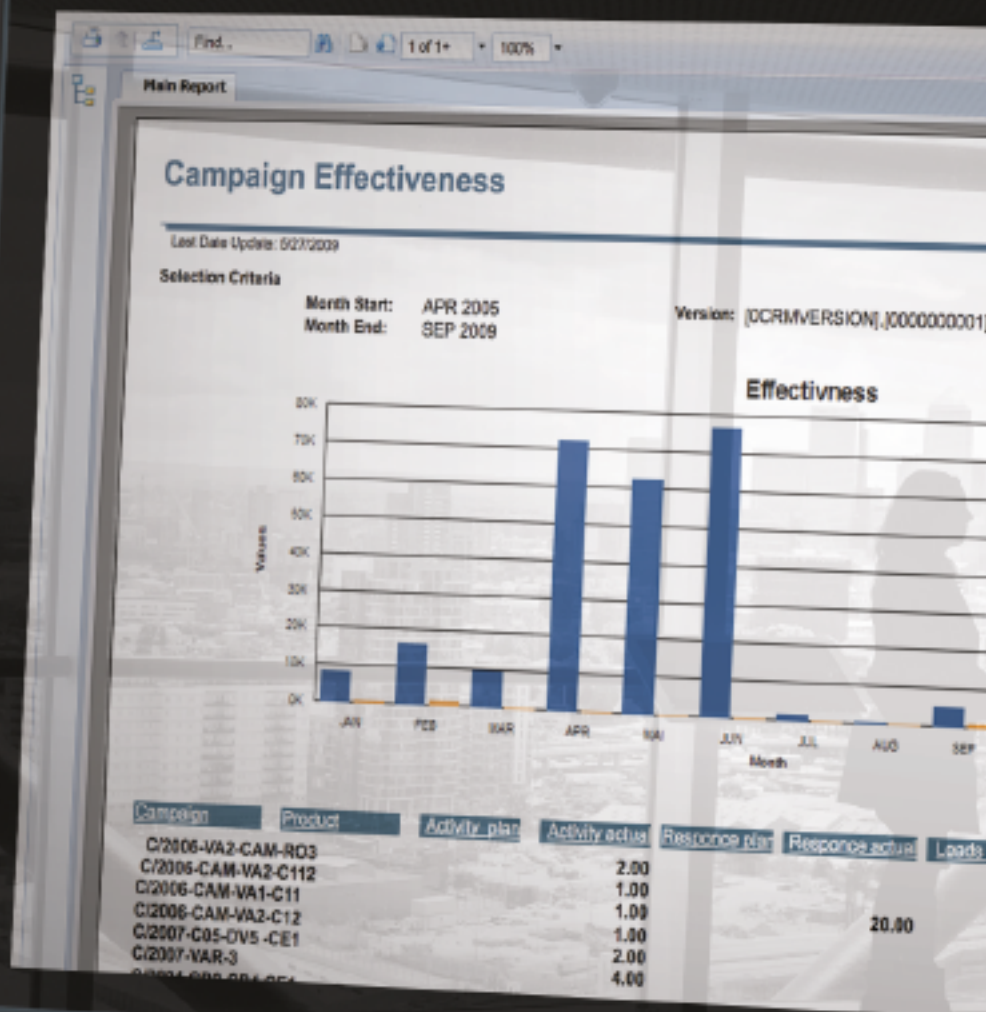 Find...
1 of 1+
100%
Main Report
Campaign Effectiveness
Last Date Update: 5/27/2009
Selection Criteria
Month Start: APR 2005
Month End: SEP 2009
Version: [0CRMVERSION].[0000000001]
Effectivness
80K
70K
60K
50K
40K
30K
20K
10K
0K
Values
JAN FEB MAR APR MAI JUN JUL AUG SEP
Month
Campaign Product Activity plan Activity actual Responce plan Responce actual Leads
C/2006-VA2-CAM-RO3
C/2006-CAM-VA2-C112 2.00
C/2006-CAM-VA1-C11 1.00
C/2006-CAM-VA2-C12 1.00 20.00
C/2007-C05-DV5 -CE1 1.00
C/2007-VAR-3 2.00
4.00